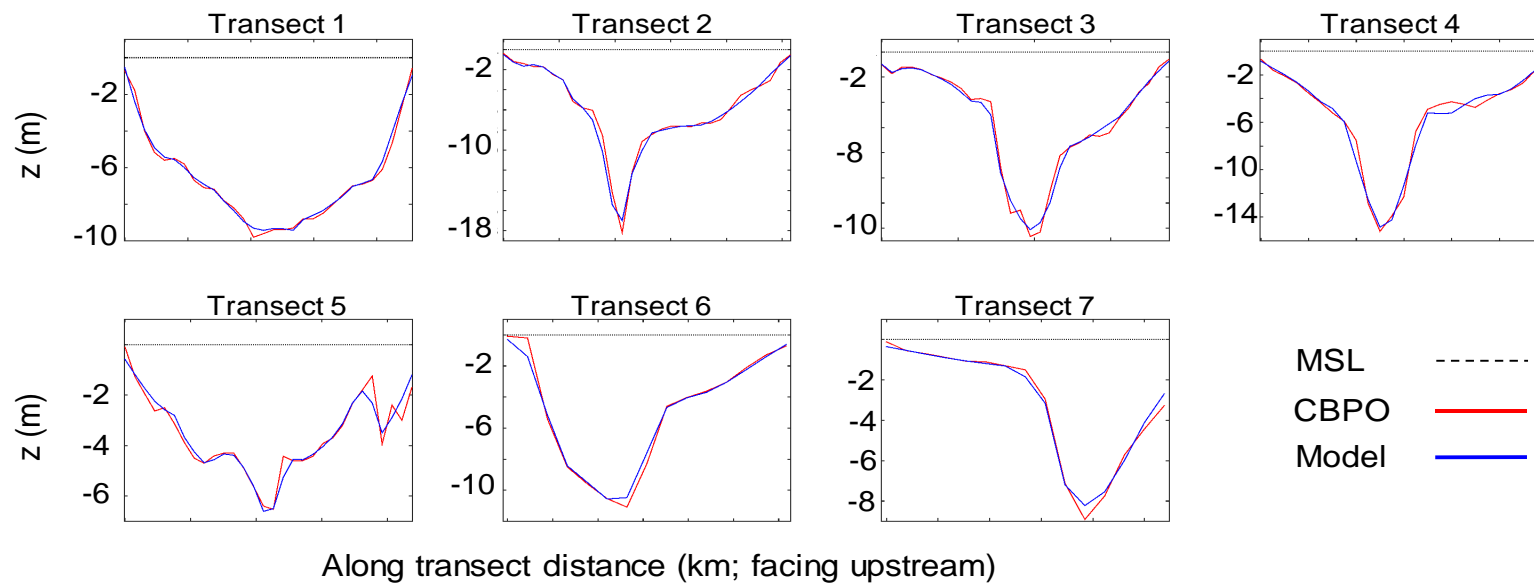 Transect 1
Transect 2
Transect 3
Transect 4
z (m)
-2
-6
-10
-2
-10
-18
-2
-8
-10
-2
-6
-10
-14
Transect 5
Transect 6
Transect 7
z (m)
-2
-4
-6
-2
-6
-10
-2
-4
-6
-8
MSL
CBPO
Model
Along transect distance (km; facing upstream)